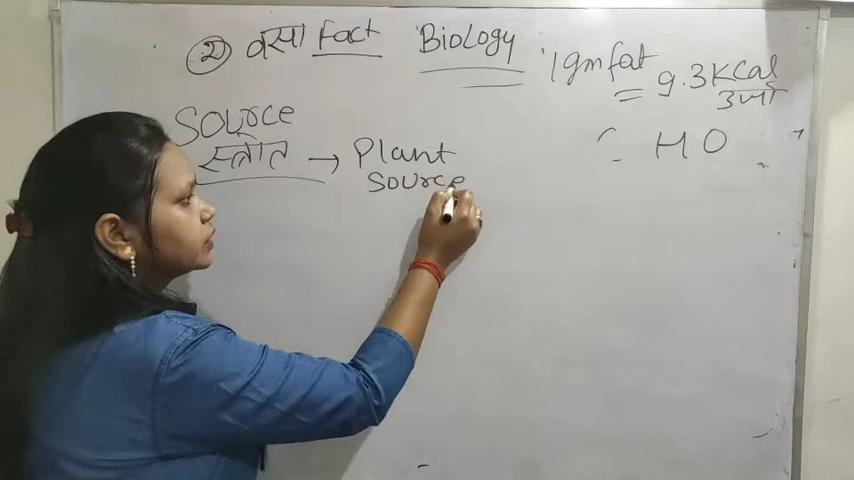 ② वसा Fact Biology
1gm fat = 9.3 KCal
ऊर्जा
Source
स्त्रोत → Plant
Source
C H O